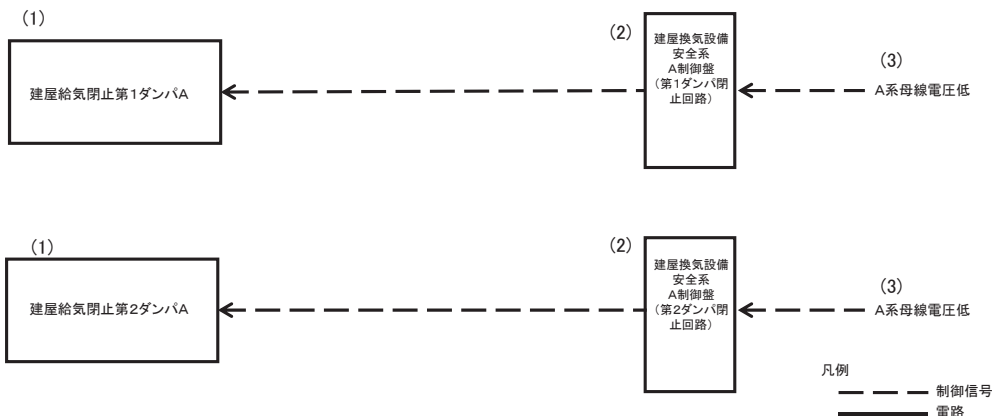 (1)
建屋給気閉止第1ダンパA
(2)
建屋換気設備
安全系
A制御盤
(第1ダンパ閉
止回路)
(3)
A系母線電圧低
(1)
建屋給気閉止第2ダンパA
(2)
建屋換気設備
安全系
A制御盤
(第2ダンパ閉
止回路)
(3)
A系母線電圧低
凡例
制御信号
電路